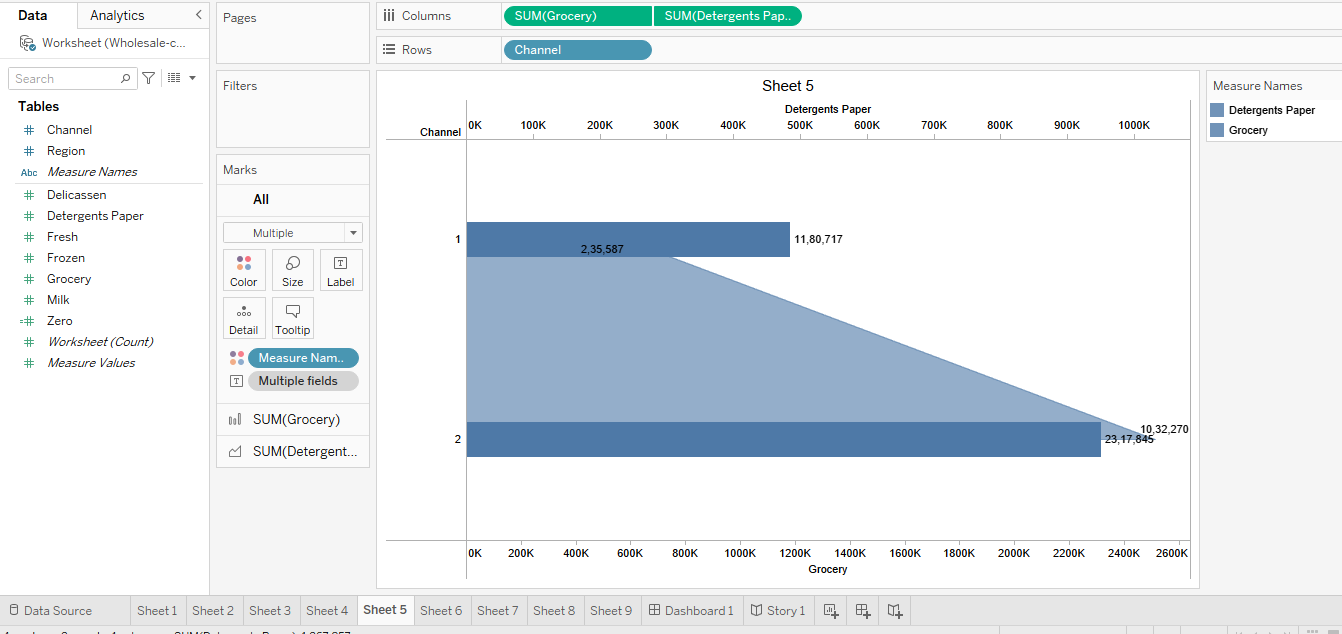 Data
Analytics
Pages
Columns
SUM(Grocery)
SUM(Detergents Pap..
Worksheet (Wholesale-c...
Rows
Channel
Search
Filters
Tables
Channel
Region
Measure Names
Delicassen
Detergents Paper
Fresh
Frozen
Grocery
Milk
Zero
Worksheet (Count)
Measure Values
Marks
All
Multiple
Color
Size
Label
Detail
Tooltip
Measure Nam..
Multiple fields
SUM(Grocery)
SUM(Detergent...
Sheet 5
Detergents Paper
Channel
0K 100K 200K 300K 400K 500K 600K 700K 800K 900K 1000K
1
11,80,717
2,35,587
10,32,270
2
23,17,845
0K 200K 400K 600K 800K 1000K 1200K 1400K 1600K 1800K 2000K 2200K 2400K 2600K
Grocery
Measure Names
Detergents Paper
Grocery
Data Source
Sheet 1
Sheet 2
Sheet 3
Sheet 4
Sheet 5
Sheet 6
Sheet 7
Sheet 8
Sheet 9
Dashboard 1
Story 1